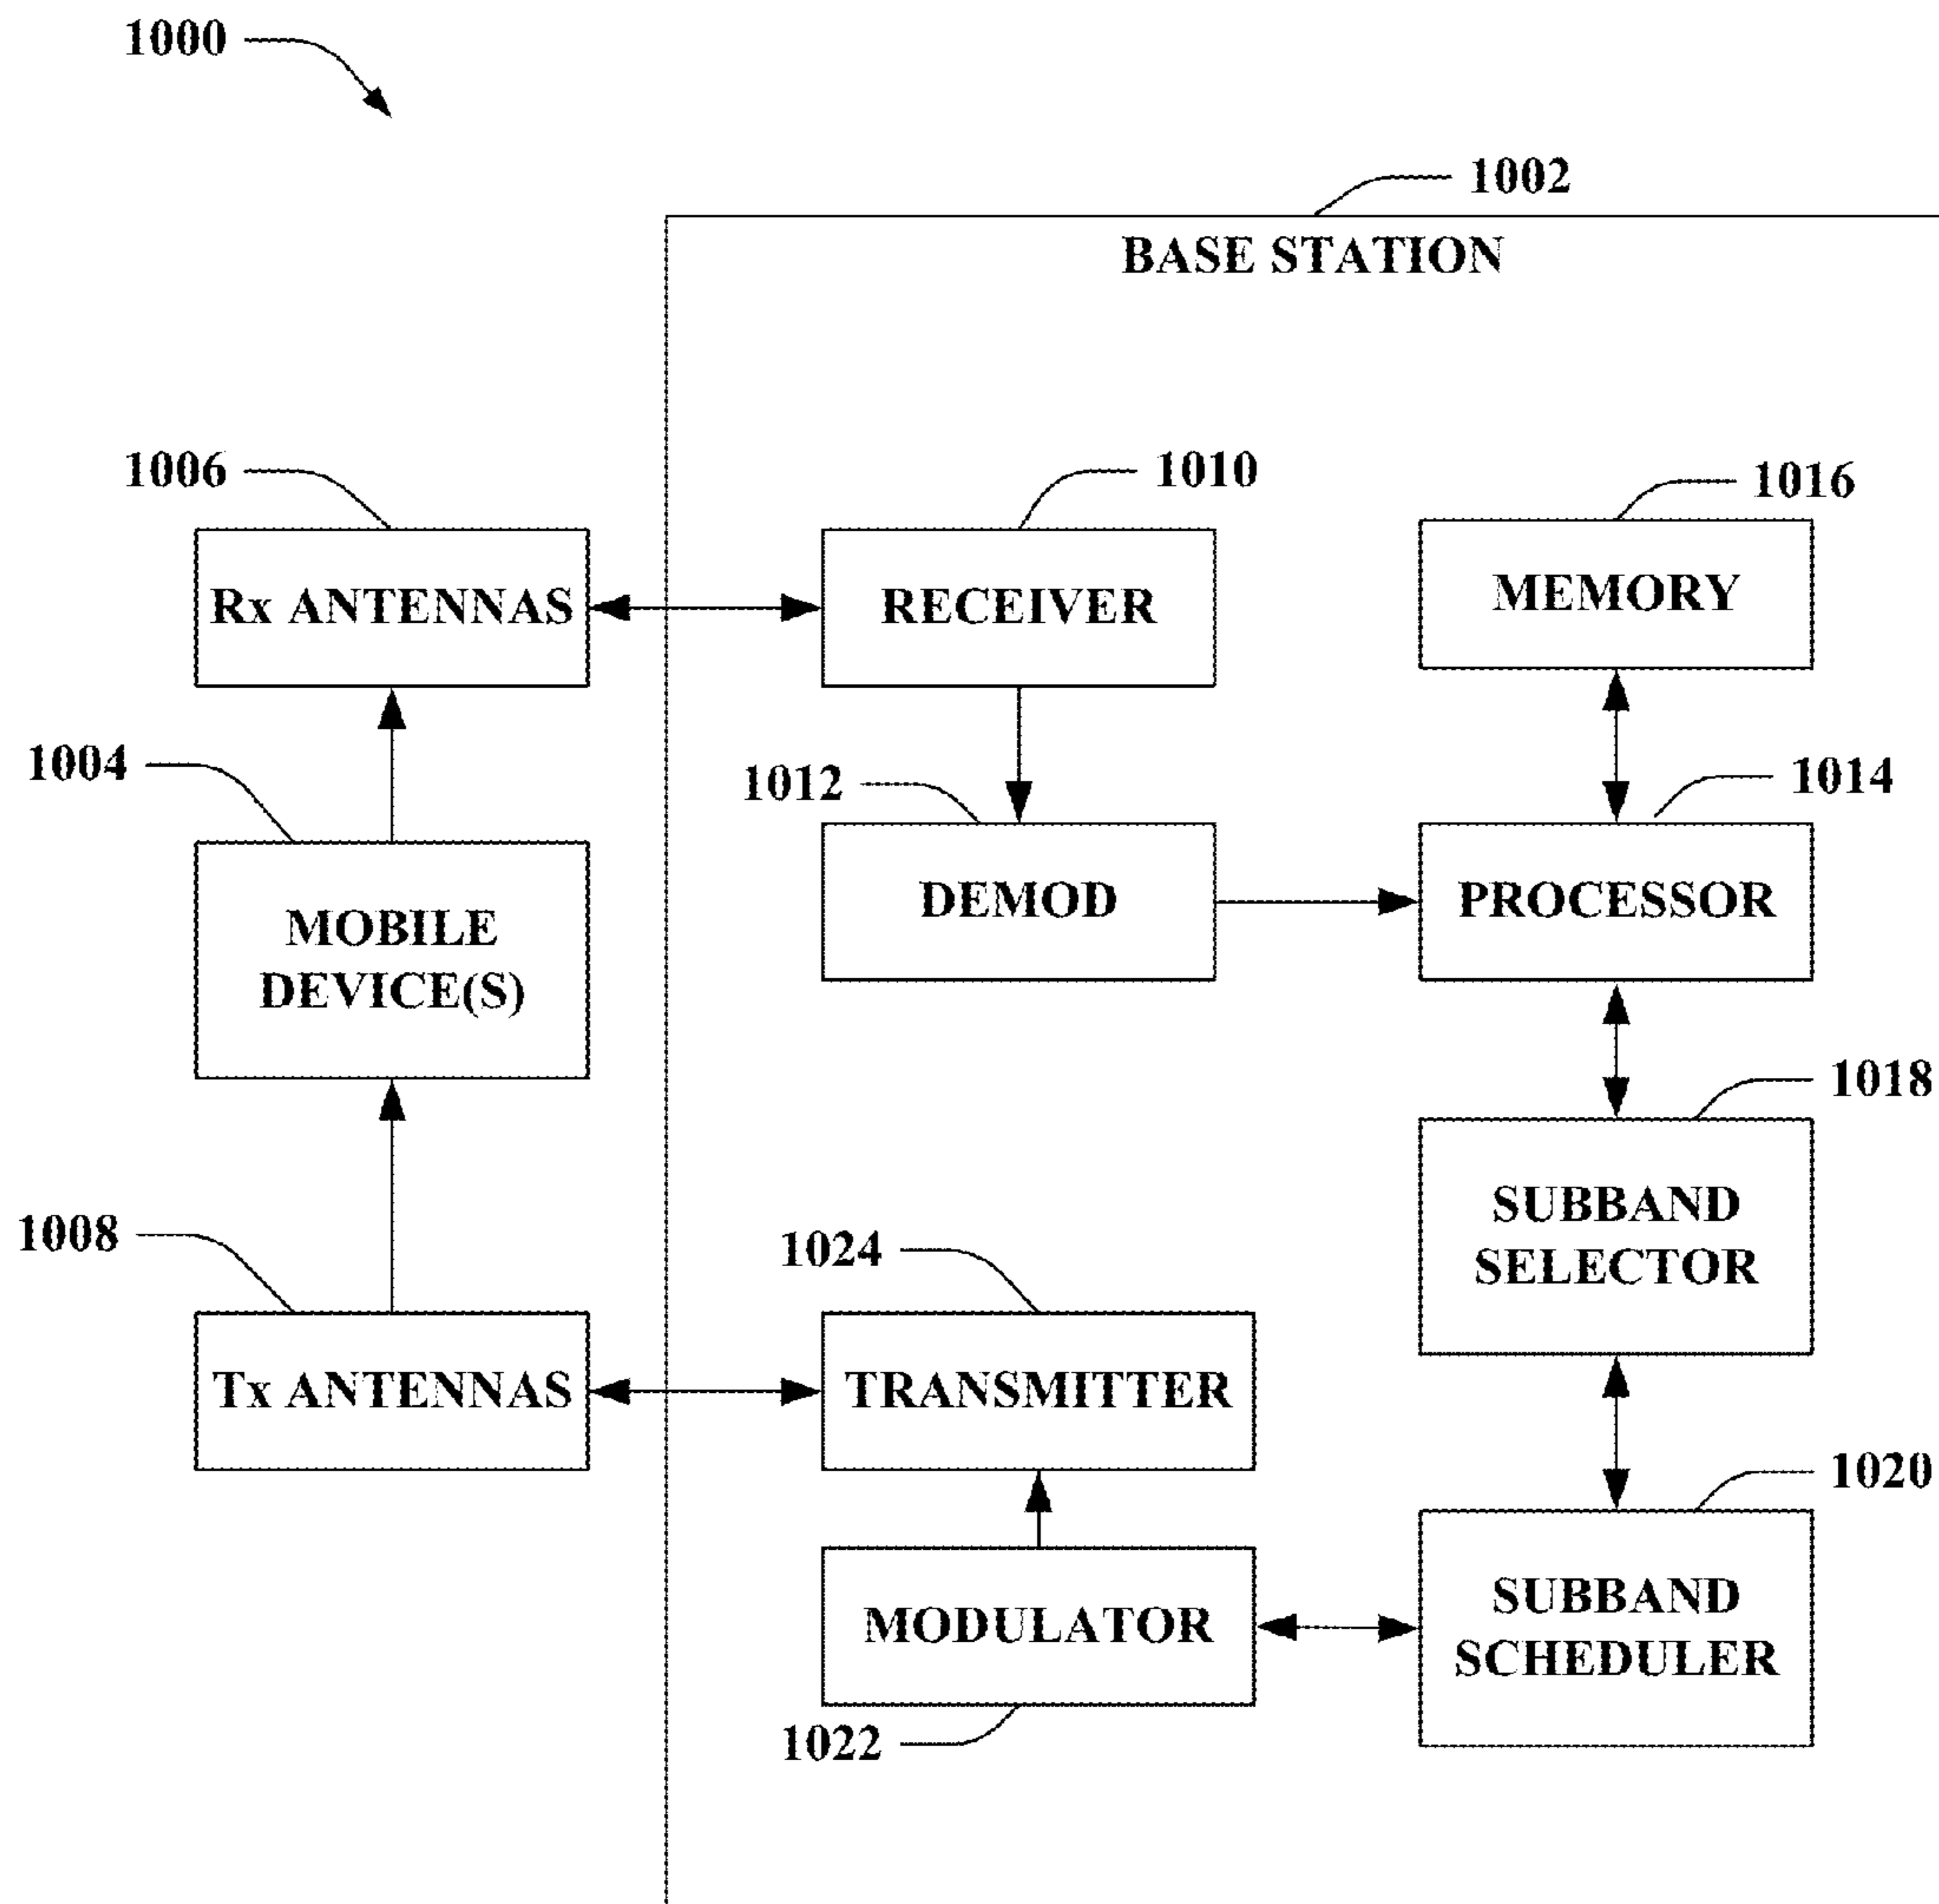 1000
1002
BASE STATION
1006
1010
1016
Rx ANTENNAS
RECEIVER
MEMORY
1004
1012
1014
MOBILE
DEVICE(S)
DEMOD
PROCESSOR
1018
1008
1024
SUBBAND
SELECTOR
Tx ANTENNAS
TRANSMITTER
1020
MODULATOR
SUBBAND
SCHEDULER
1022